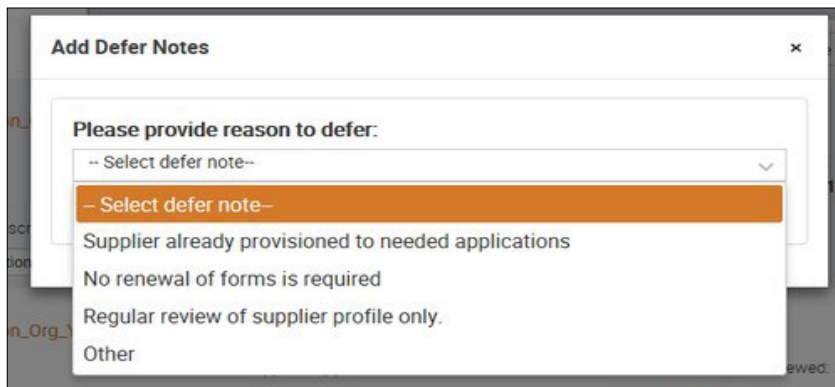 Add Defer Notes ×
Please provide reason to defer:
-- Select defer note--
– Select defer note–
Supplier already provisioned to needed applications
No renewal of forms is required
Regular review of supplier profile only.
Other